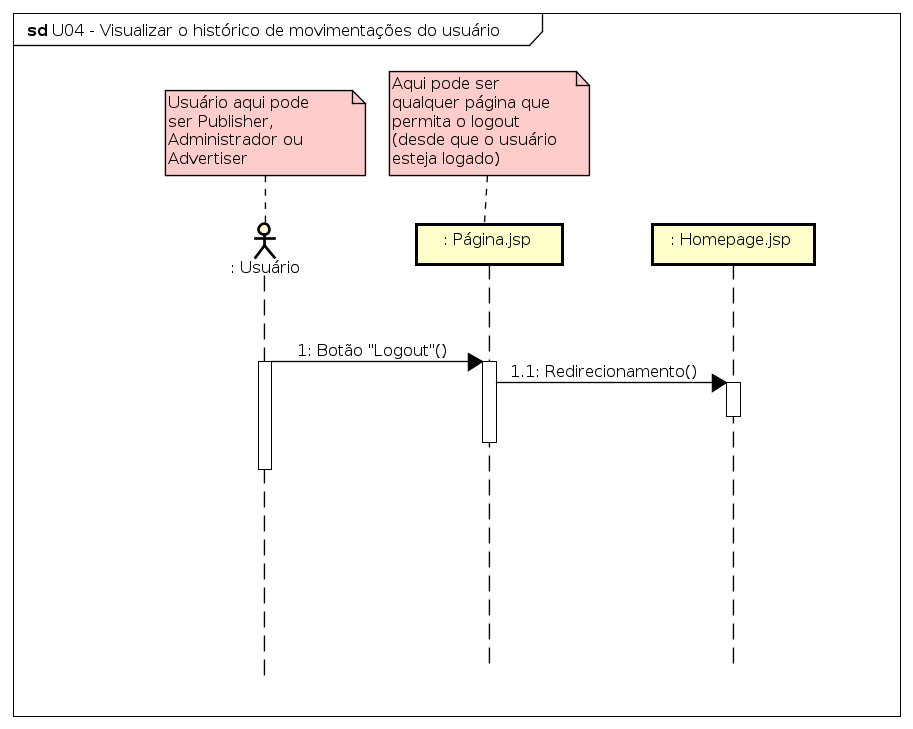 sd U04 - Visualizar o histórico de movimentações do usuário
Usuário aqui pode
ser Publisher,
Administrador ou
Advertiser
Aqui pode ser
qualquer página que
permita o logout
(desde que o usuário
esteja logado)
: Usuário
: Página.jsp
: Homepage.jsp
1: Botão "Logout"()
1.1: Redirecionamento()